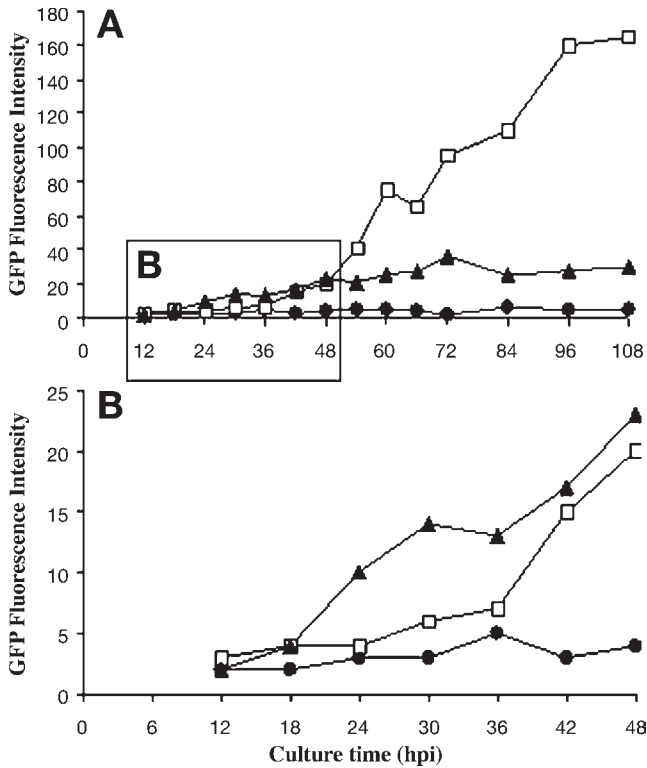 A
180
160
140
120
100
80
60
40
20
0
GFP Fluorescence Intensity
B
0 12 24 36 48 60 72 84 96 108
B
25
20
15
10
5
0
GFP Fluorescence Intensity
0 6 12 18 24 30 36 42 48
Culture time (hpi)